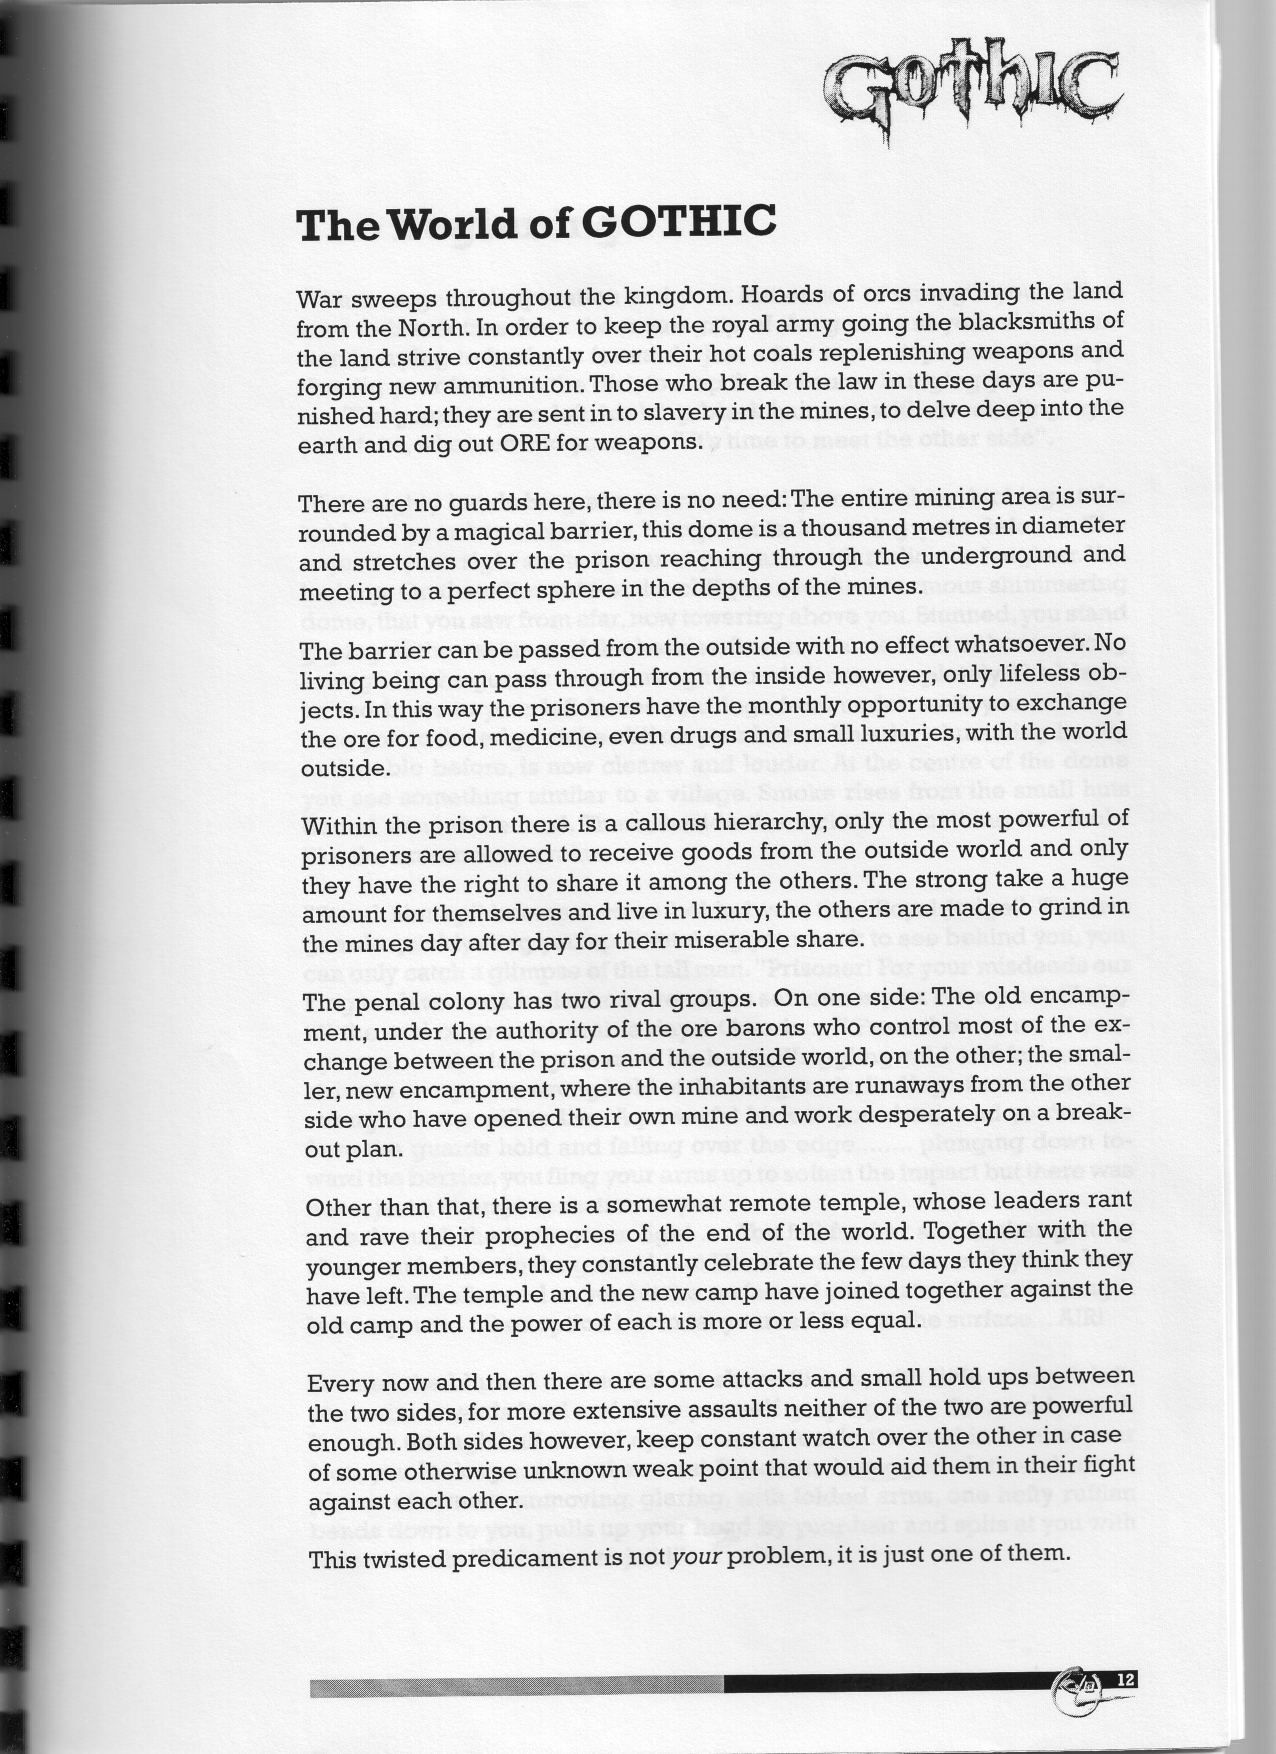 GOTHIC
The World of GOTHIC
War sweeps throughout the kingdom. Hoards of orcs invading the land
from the North. In order to keep the royal army going the blacksmiths of
the land strive constantly over their hot coals replenishing weapons and
forging new ammunition. Those who break the law in these days are pu-
nished hard; they are sent in to slavery in the mines, to delve deep into the
earth and dig out ORE for weapons.
There are no guards here, there is no need: The entire mining area is sur-
rounded by a magical barrier, this dome is a thousand metres in diameter
and stretches over the prison reaching through the underground and
meeting to a perfect sphere in the depths of the mines.
The barrier can be passed from the outside with no effect whatsoever. No
living being can pass through from the inside however, only lifeless ob-
jects. In this way the prisoners have the monthly opportunity to exchange
the ore for food, medicine, even drugs and small luxuries, with the world
outside.
Within the prison there is a callous hierarchy, only the most powerful of
prisoners are allowed to receive goods from the outside world and only
they have the right to share it among the others. The strong take a huge
amount for themselves and live in luxury, the others are made to grind in
the mines day after day for their miserable share.
The penal colony has two rival groups. On one side: The old encamp-
ment, under the authority of the ore barons who control most of the ex-
change between the prison and the outside world, on the other; the smal-
ler, new encampment, where the inhabitants are runaways from the other
side who have opened their own mine and work desperately on a break-
out plan.
Other than that, there is a somewhat remote temple, whose leaders rant
and rave their prophecies of the end of the world. Together with the
younger members, they constantly celebrate the few days they think they
have left. The temple and the new camp have joined together against the
old camp and the power of each is more or less equal.
Every now and then there are some attacks and small hold ups between
the two sides, for more extensive assaults neither of the two are powerful
enough. Both sides however, keep constant watch over the other in case
of some otherwise unknown weak point that would aid them in their fight
against each other.
This twisted predicament is not your problem, it is just one of them.
12